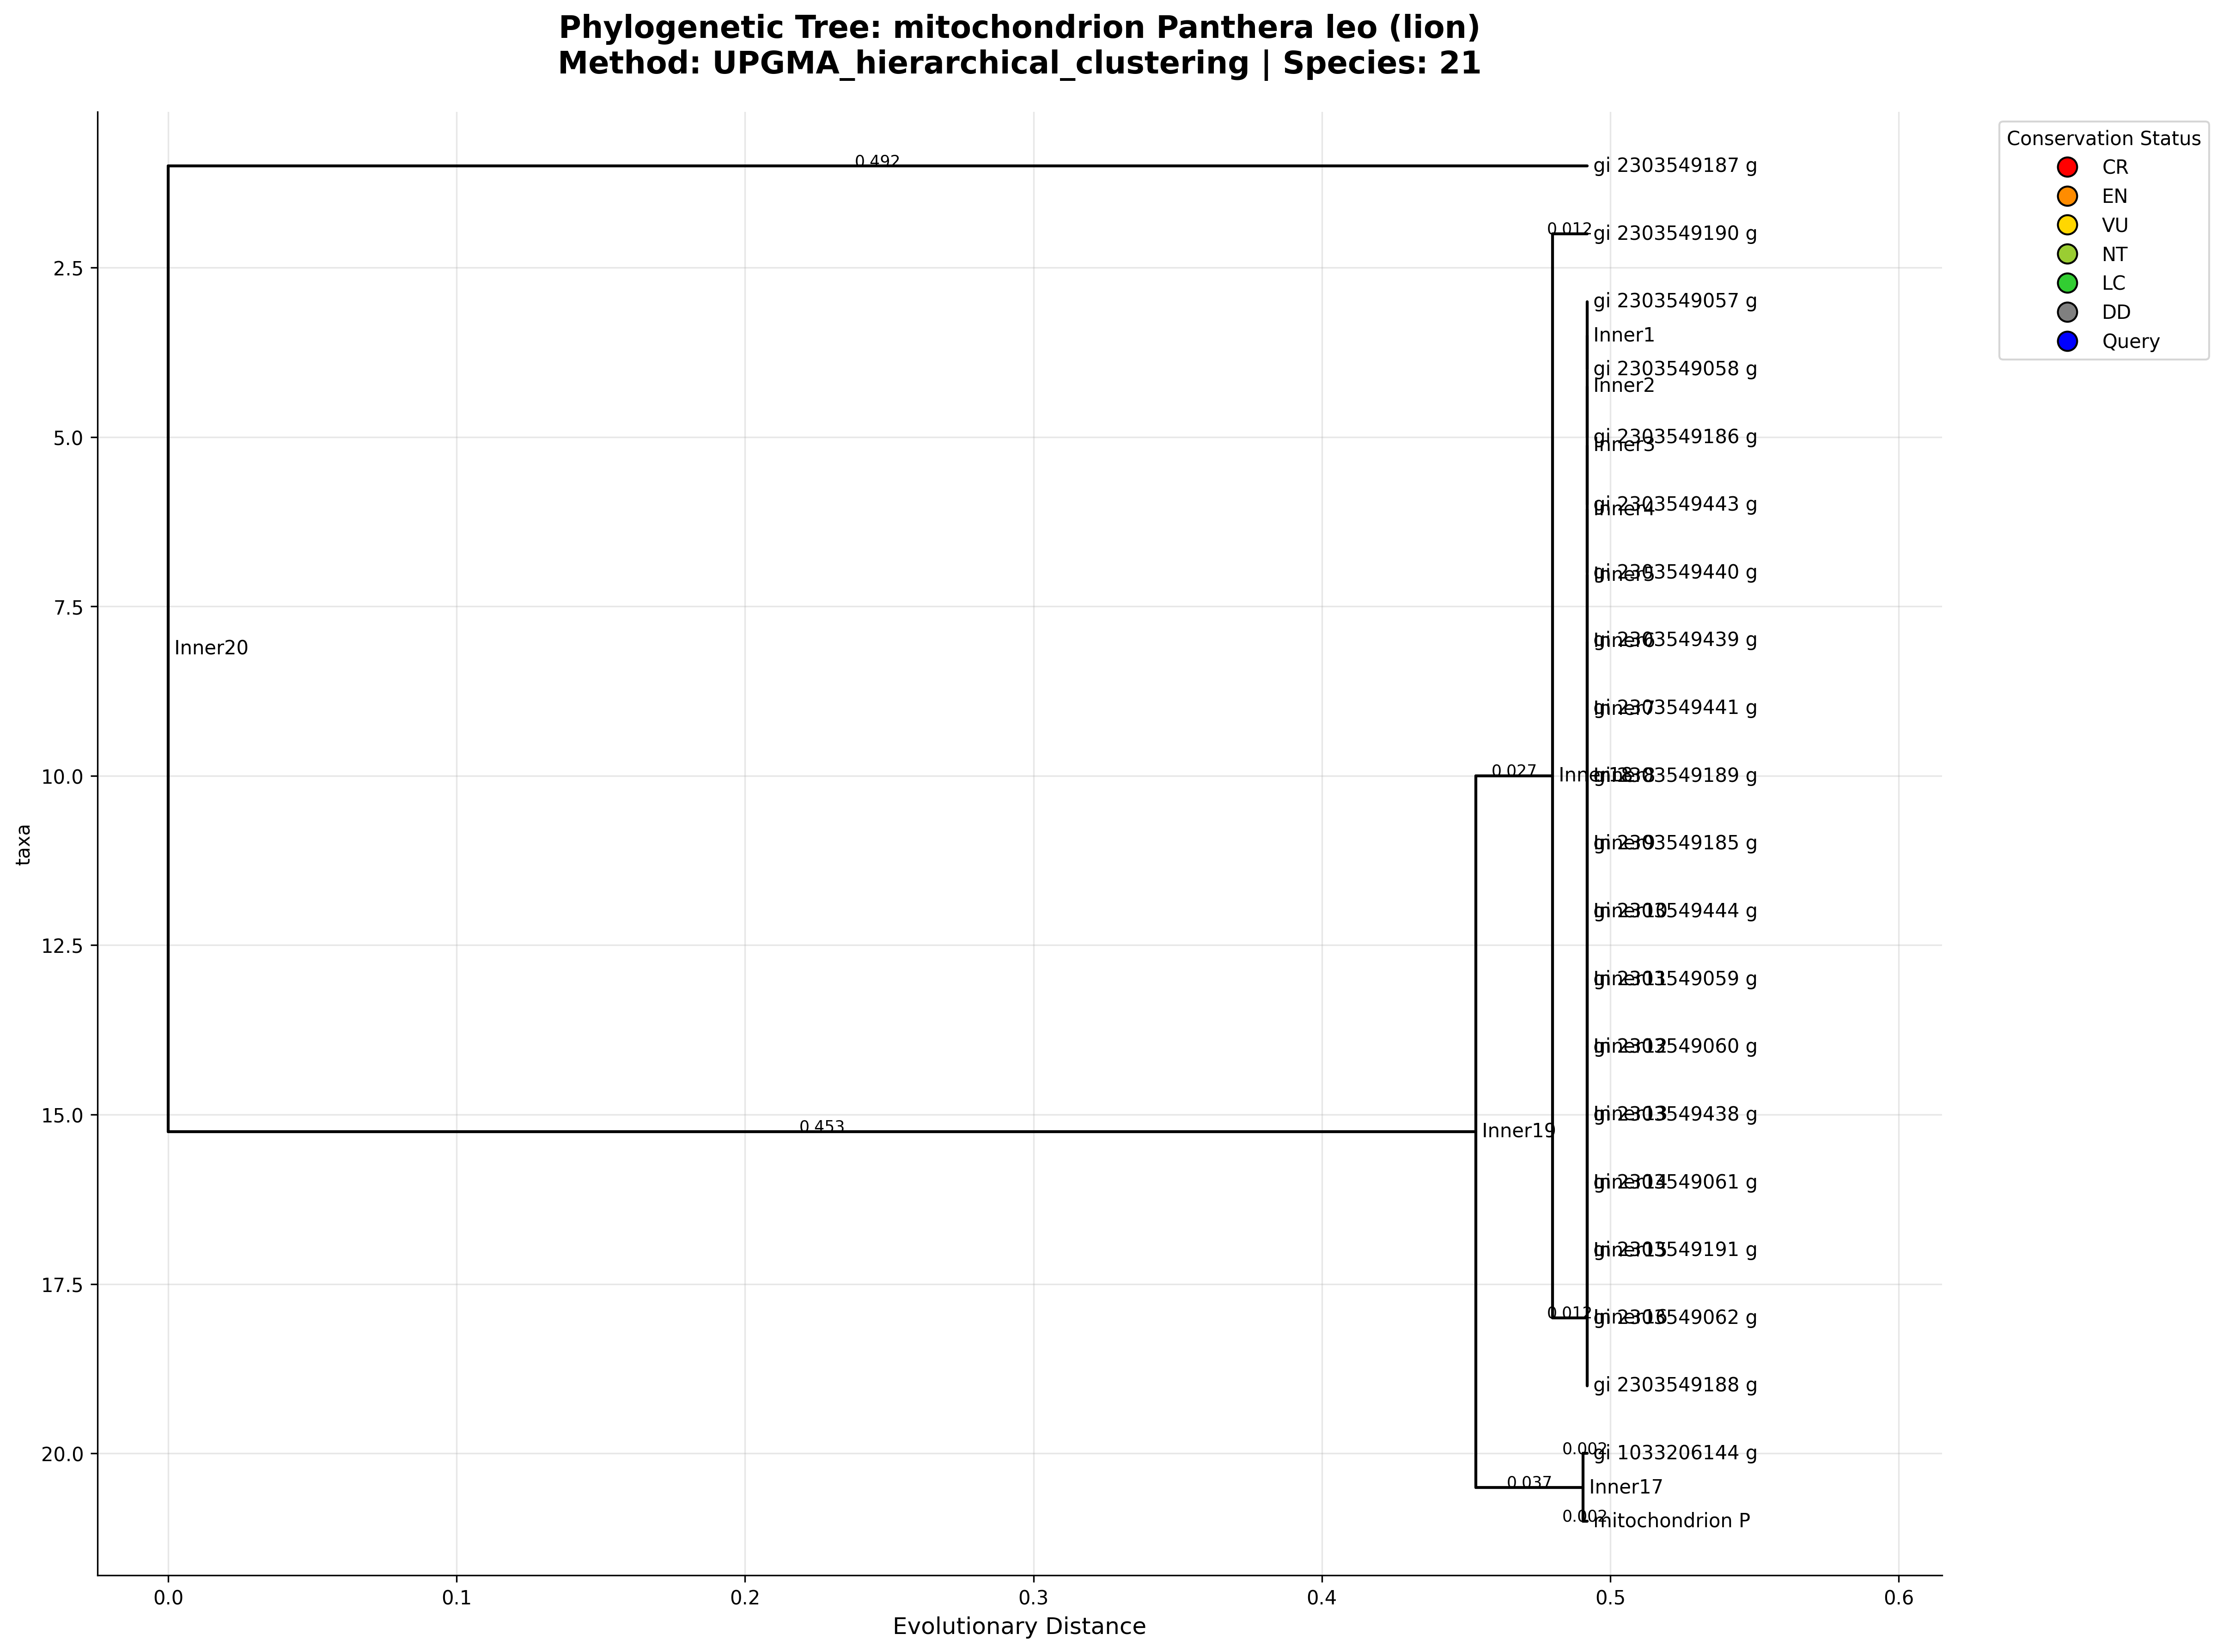 Phylogenetic Tree: mitochondrion Panthera leo (lion)
Method: UPGMA_hierarchical_clustering | Species: 21
Conservation Status
CR
EN
VU
NT
LC
DD
Query
0.492
gi 2303549187 g
0.012
gi 2303549190 g
gi 2303549057 g
Inner1
gi 2303549058 g
Inner2
gi 2303549186 g
Inner3
gi 2303549443 g
Inner4
gi 2303549440 g
Inner5
gi 2303549439 g
Inner6
Inner20
gi 2303549441 g
Inner7
0.027
Inner18
Inner8
gi 2303549189 g
Inner9
gi 2303549185 g
Inner10
gi 2303549444 g
Inner11
gi 2303549059 g
Inner12
gi 2303549060 g
Inner13
gi 2303549438 g
0.453
Inner19
Inner14
gi 2303549061 g
Inner15
gi 2303549191 g
0.012
Inner16
gi 2303549062 g
gi 2303549188 g
0.002
gi 1033206144 g
0.037
Inner17
0.002
mitochondrion P
taxa
2.5
5.0
7.5
10.0
12.5
15.0
17.5
20.0
0.0
0.1
0.2
0.3
0.4
0.5
0.6
Evolutionary Distance